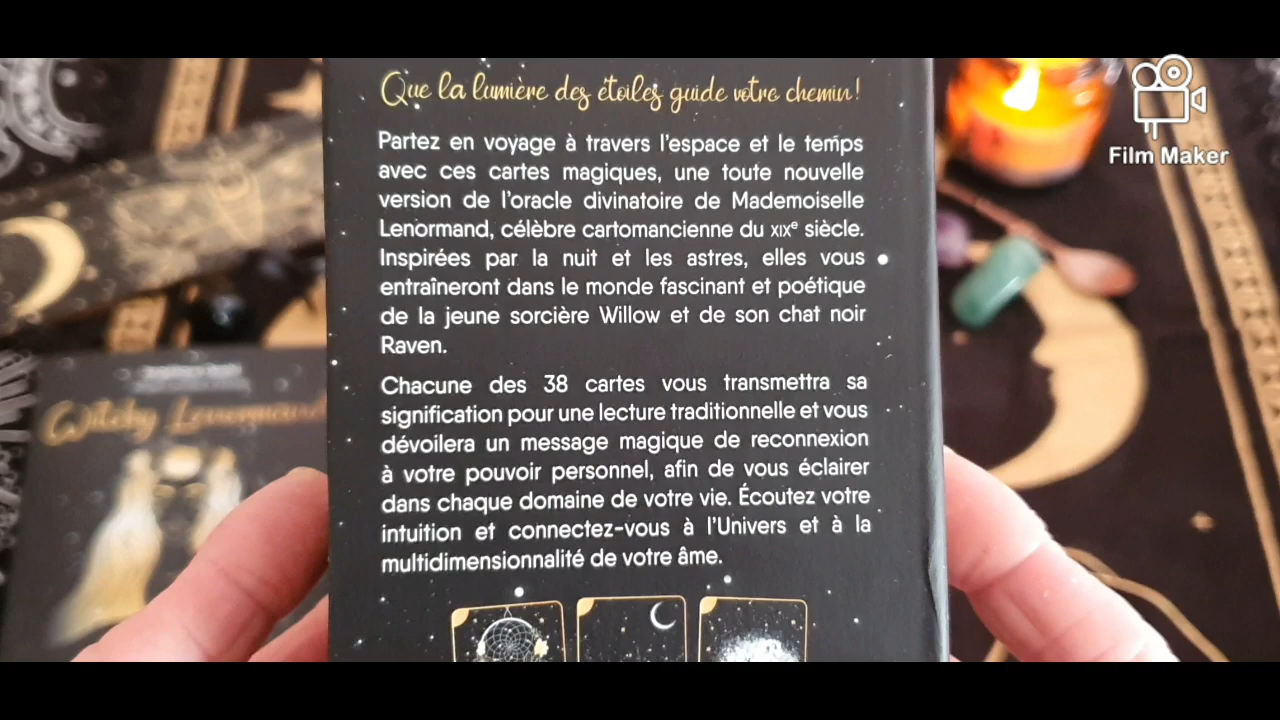 Que la lumière des étoiles guide votre chemin!
Partez en voyage à travers l'espace et le temps
avec ces cartes magiques, une toute nouvelle
version de l'oracle divinatoire de Mademoiselle
Lenormand, célèbre cartomancienne du XIXe siècle.
Inspirées par la nuit et les astres, elles vous
entraîneront dans le monde fascinant et poétique
de la jeune sorcière Willow et de son chat noir
Raven.
Chacune des 38 cartes vous transmettra sa
signification pour une lecture traditionnelle et vous
dévoilera un message magique de reconnexion
à votre pouvoir personnel, afin de vous éclairer
dans chaque domaine de votre vie. Écoutez votre
intuition et connectez-vous à l'Univers et à la
multidimensionnalité de votre âme.
Witchy Lenormand
Film Maker